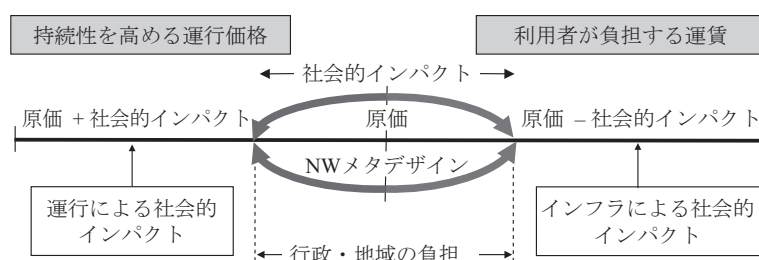 持続性を高める運行価格
利用者が負担する運賃
社会的インパクト
原価 + 社会的インパクト
原価
原価 − 社会的インパクト
NWメタデザイン
運行による社会的
インパクト
インフラによる社会的
インパクト
行政・地域の負担